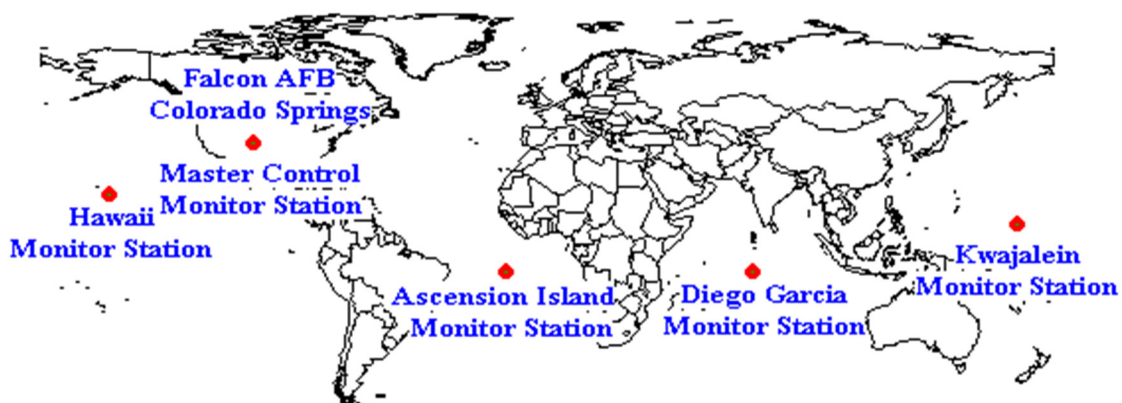 Falcon AFB
Colorado Springs
Master Control
Monitor Station
Hawaii
Monitor Station
Ascension Island
Monitor Station
Diego Garcia
Monitor Station
Kwajalein
Monitor Station